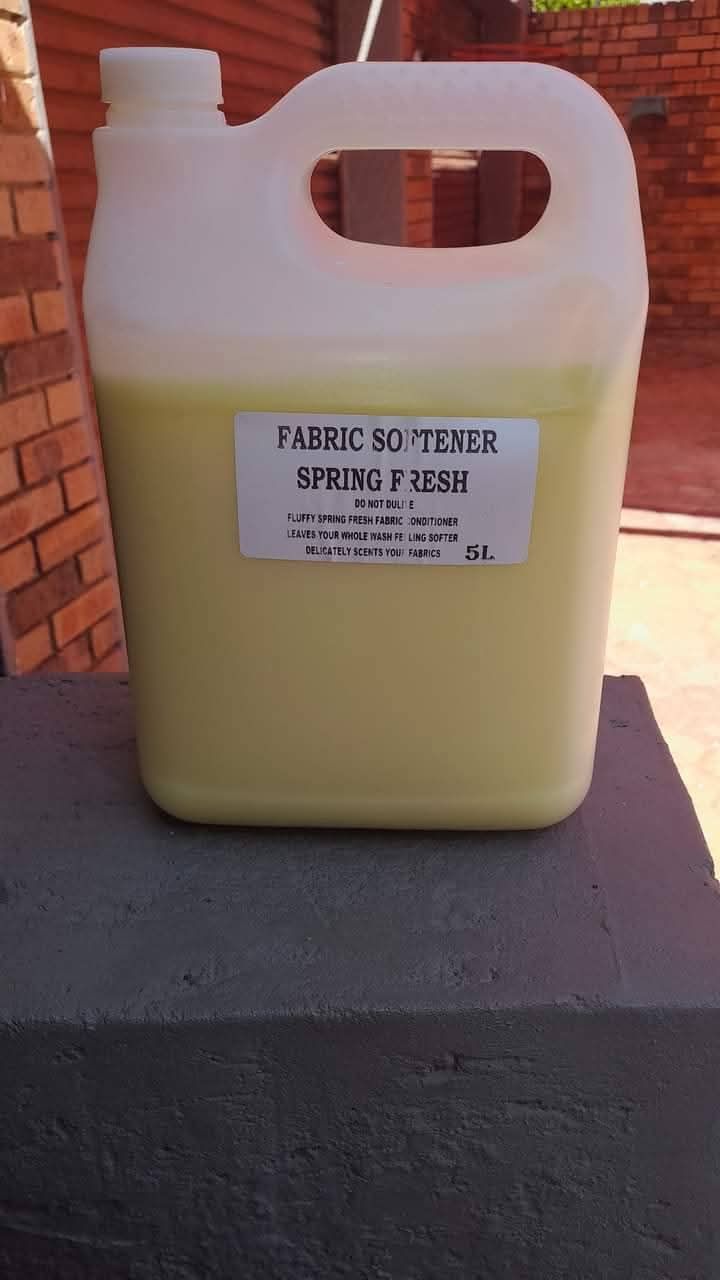 FABRIC SOFTENER
SPRING FRESH
DO NOT DULITE
FLUFFY SPRING FRESH FABRIC CONDITIONER
LEAVES YOUR WHOLE WASH FEELING SOFTER
DELICATELY SCENTS YOUR FABRICS 5L